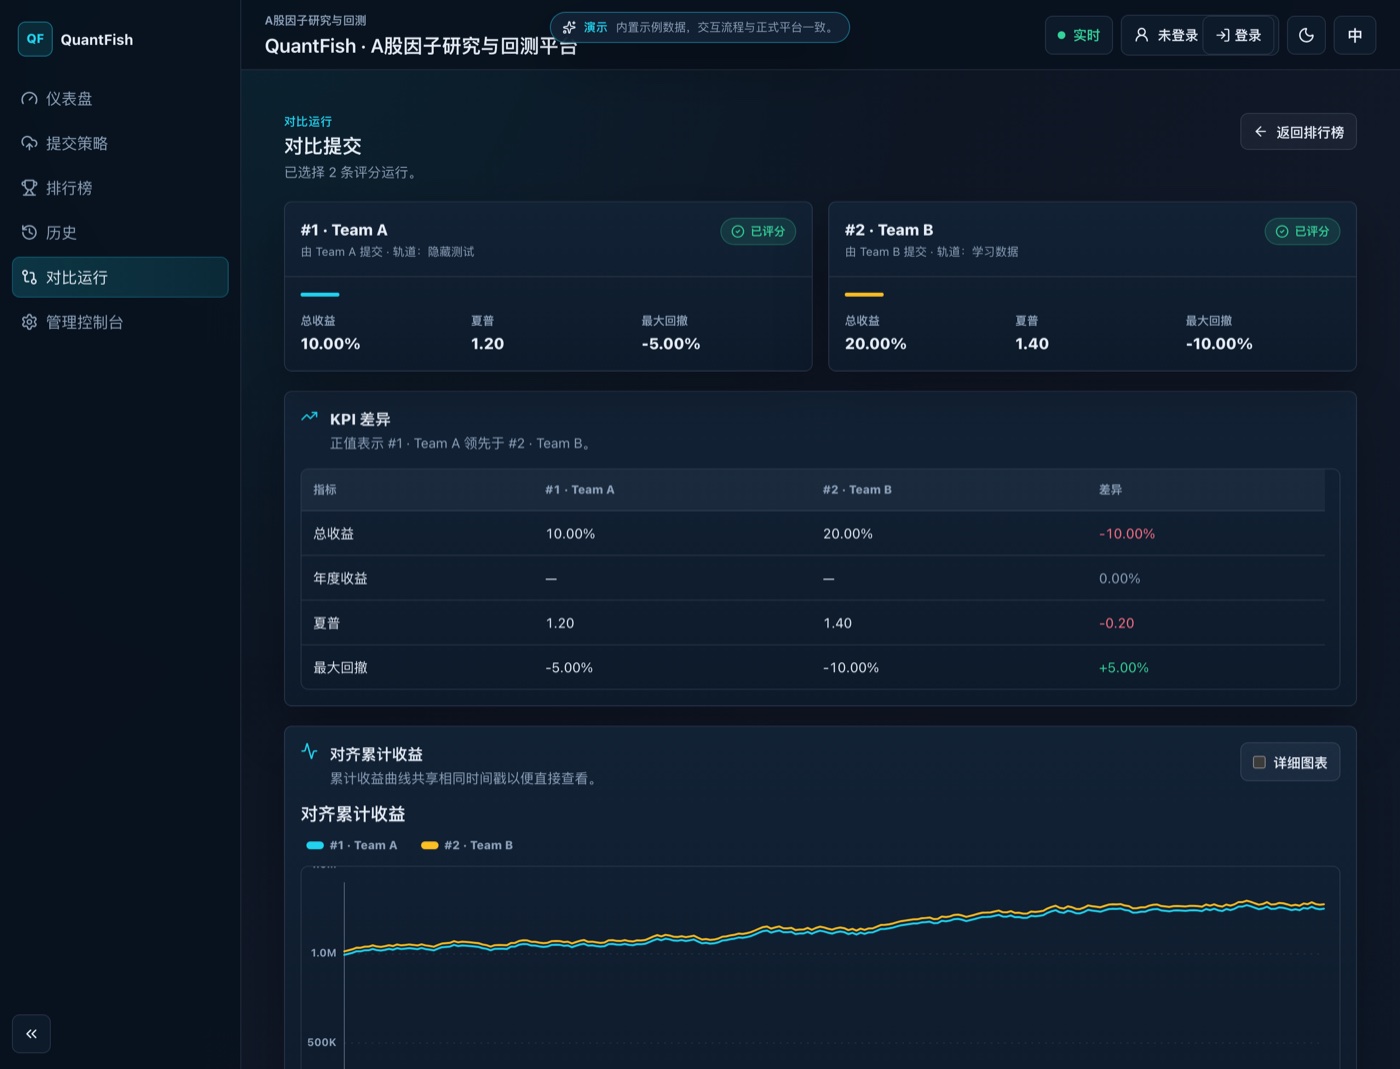 QF QuantFish
仪表盘
提交策略
排行榜
历史
对比运行
管理控制台
A股因子研究与回测
QuantFish · A股因子研究与回测平台
演示 内置示例数据，交互流程与正式平台一致。
实时
未登录
登录
中
对比运行
对比提交
已选择 2 条评分运行。
返回排行榜
#1 · Team A
由 Team A 提交 · 轨道：隐藏测试
已评分
总收益 夏普 最大回撤
10.00% 1.20 -5.00%
#2 · Team B
由 Team B 提交 · 轨道：学习数据
已评分
总收益 夏普 最大回撤
20.00% 1.40 -10.00%
KPI 差异
正值表示 #1 · Team A 领先于 #2 · Team B。
指标 #1 · Team A #2 · Team B 差异
总收益 10.00% 20.00% -10.00%
年度收益 — — 0.00%
夏普 1.20 1.40 -0.20
最大回撤 -5.00% -10.00% +5.00%
对齐累计收益
累计收益曲线共享相同时间戳以便直接查看。
详细图表
对齐累计收益
#1 · Team A #2 · Team B
1.0M
500K